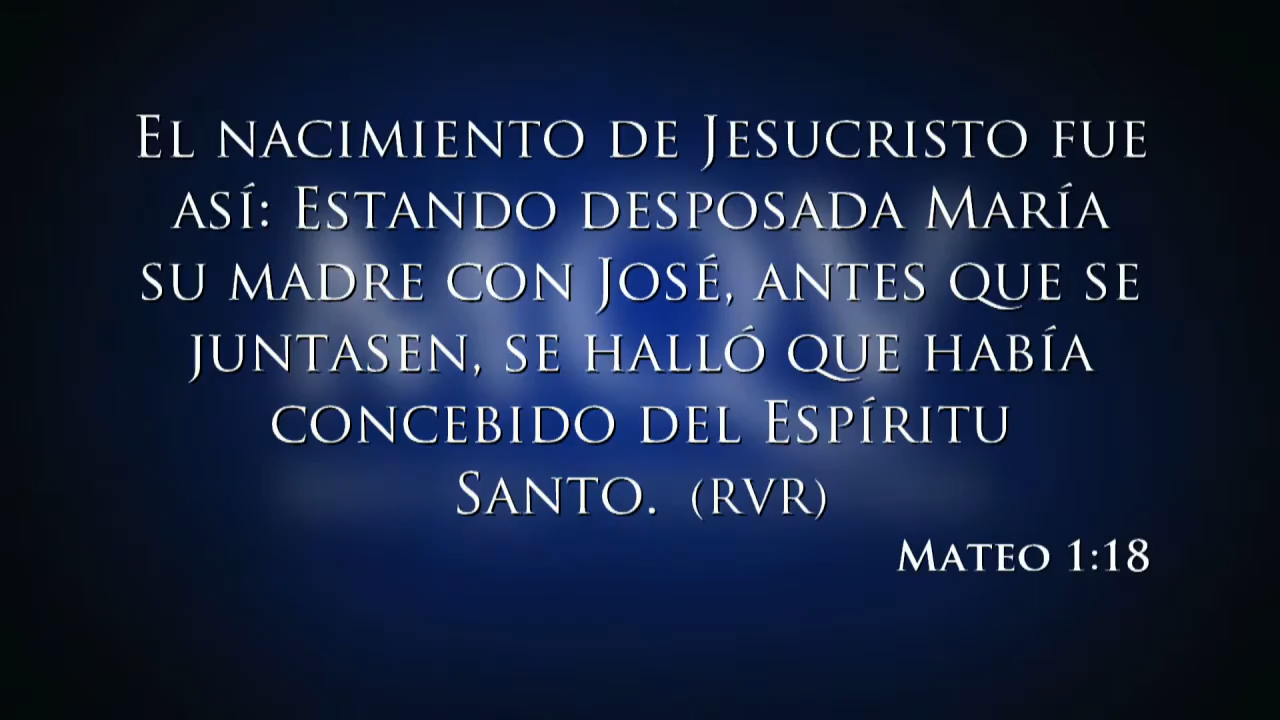 El nacimiento de Jesucristo fue
así: Estando desposada María
su madre con José, antes que se
juntasen, se halló que había
concebido del Espíritu
Santo. (RVR)
Mateo 1:18